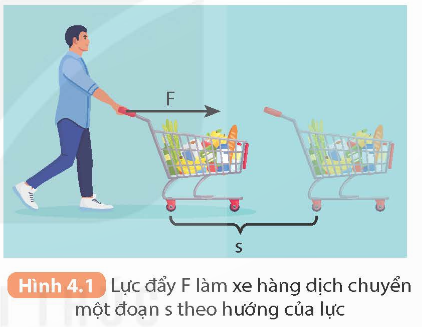 F
s
Hình 4.1 Lực đẩy F làm xe hàng dịch chuyển
một đoạn s theo hướng của lực